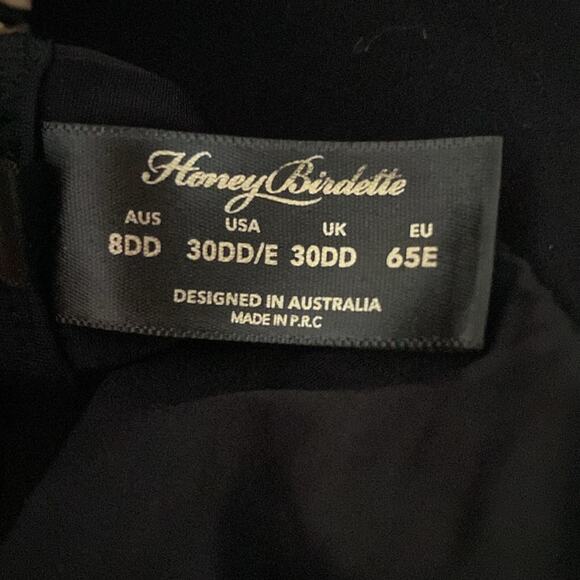 Honey Birdette
AUS USA UK EU
8DD 30DD/E 30DD 65E
DESIGNED IN AUSTRALIA
MADE IN P.R.C